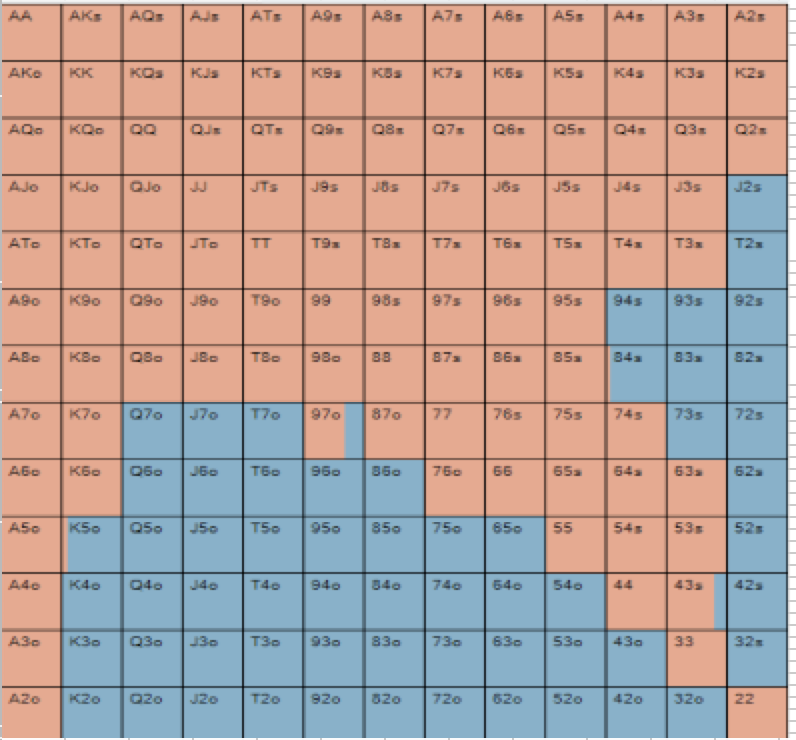 AA AKs AQs AJs ATs A9s A8s A7s A6s A5s A4s A3s A2s
AKo KK KQs KJs KTs K9s K8s K7s K6s K5s K4s K3s K2s
AQo KQo QQ QJs QTs Q9s Q8s Q7s Q6s Q5s Q4s Q3s Q2s
AJo KJo QJo JJ JTs J9s J8s J7s J6s J5s J4s J3s J2s
ATo KTo QTo JTo TT T9s T8s T7s T6s T5s T4s T3s T2s
A9o K9o Q9o J9o T9o 99 98s 97s 96s 95s 94s 93s 92s
A8o K8o Q8o J8o T8o 98o 88 87s 86s 85s 84s 83s 82s
A7o K7o Q7o J7o T7o 97o 87o 77 76s 75s 74s 73s 72s
A6o K6o Q6o J6o T6o 96o 86o 76o 66 65s 64s 63s 62s
A5o K5o Q5o J5o T5o 95o 85o 75o 65o 55 54s 53s 52s
A4o K4o Q4o J4o T4o 94o 84o 74o 64o 54o 44 43s 42s
A3o K3o Q3o J3o T3o 93o 83o 73o 63o 53o 43o 33 32s
A2o K2o Q2o J2o T2o 92o 82o 72o 62o 52o 42o 32o 22